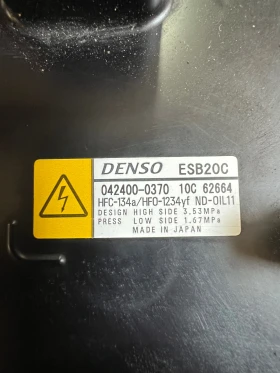 DENSO ESB20C
042400-0370 10C 62664
HFC-134a/HFO-1234yf ND-OIL11
DESIGN HIGH SIDE 3.53MPa
PRESS LOW SIDE 1.67MPa
MADE IN JAPAN